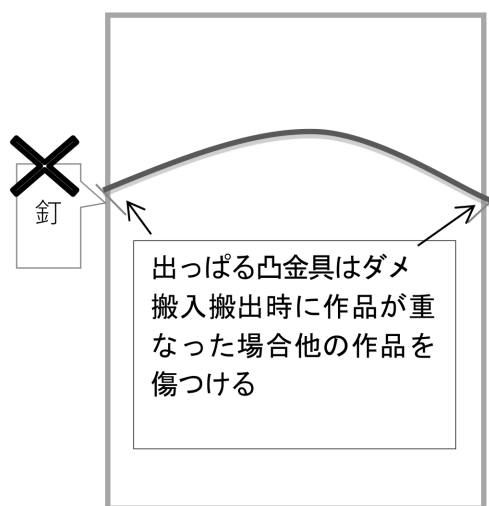 釘
出っぱる凸金具はダメ
搬入搬出時に作品が重
なった場合他の作品を
傷つける